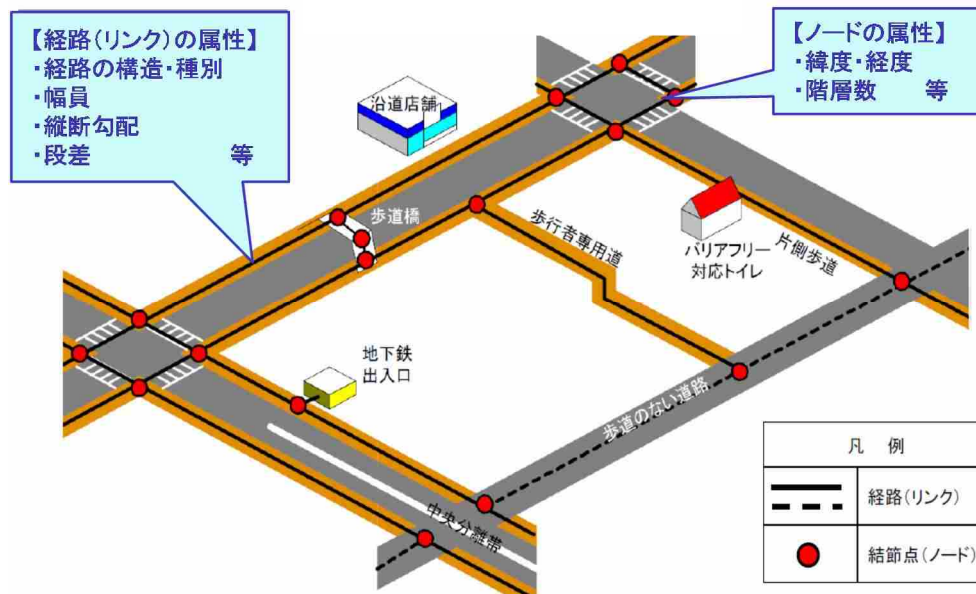 【経路(リンク)の属性】
・経路の構造・種別
・幅員
・縦断勾配
・段差 等
【ノードの属性】
・緯度・経度
・階層数 等
沿道店舗
歩道橋
歩行者専用道
バリアフリー
対応トイレ
片側歩道
地下鉄
出入口
歩道のない道路
中央分離帯
凡 例
経路(リンク)
結節点(ノード)